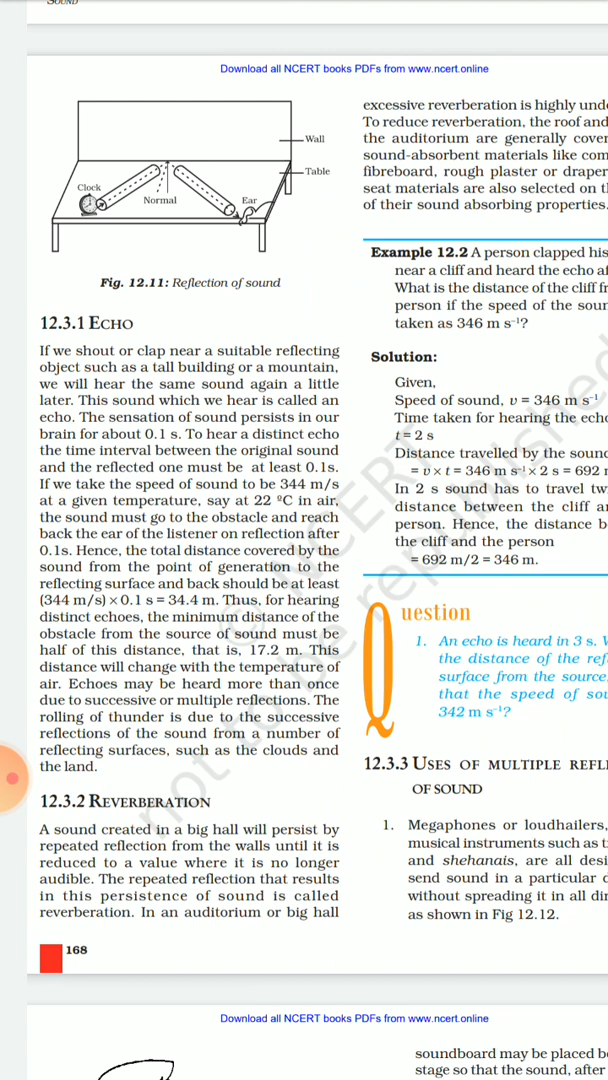 SOUND
Download all NCERT books PDFs from www.ncert.online
Wall
Table
Clock
Normal
Ear
Fig. 12.11: Reflection of sound
12.3.1 ECHO
If we shout or clap near a suitable reflecting
object such as a tall building or a mountain,
we will hear the same sound again a little
later. This sound which we hear is called an
echo. The sensation of sound persists in our
brain for about 0.1 s. To hear a distinct echo
the time interval between the original sound
and the reflected one must be at least 0.1s.
If we take the speed of sound to be 344 m/s
at a given temperature, say at 22 ºC in air,
the sound must go to the obstacle and reach
back the ear of the listener on reflection after
0.1s. Hence, the total distance covered by the
sound from the point of generation to the
reflecting surface and back should be at least
(344 m/s) × 0.1 s = 34.4 m. Thus, for hearing
distinct echoes, the minimum distance of the
obstacle from the source of sound must be
half of this distance, that is, 17.2 m. This
distance will change with the temperature of
air. Echoes may be heard more than once
due to successive or multiple reflections. The
rolling of thunder is due to the successive
reflections of the sound from a number of
reflecting surfaces, such as the clouds and
the land.
12.3.2 REVERBERATION
A sound created in a big hall will persist by
repeated reflection from the walls until it is
reduced to a value where it is no longer
audible. The repeated reflection that results
in this persistence of sound is called
reverberation. In an auditorium or big hall
excessive reverberation is highly
To reduce reverberation, the roof and
the auditorium are generally
sound-absorbent materials like
fibreboard, rough plaster or
seat materials are also selected on
of their sound absorbing properties.
Example 12.2 A person clapped his
near a cliff and heard the echo
What is the distance of the cliff
person if the speed of the
taken as 346 m s⁻¹?
Solution:
Given,
Speed of sound, v = 346 m s⁻¹
Time taken for hearing the
t = 2 s
Distance travelled by the
= v × t = 346 m s⁻¹ × 2 s = 692
In 2 s sound has to travel
distance between the cliff
person. Hence, the distance
the cliff and the person
= 692 m/2 = 346 m.
Question
1. An echo is heard in 3 s.
the distance of the
surface from the source,
that the speed of
342 m s⁻¹?
12.3.3 USES OF MULTIPLE
OF SOUND
1. Megaphones or loudhailers,
musical instruments such as
and shehanais, are all
send sound in a particular
without spreading it in all
as shown in Fig 12.12.
© NCERT
not to be republished
168
Download all NCERT books PDFs from www.ncert.online
soundboard may be placed
stage so that the sound, after